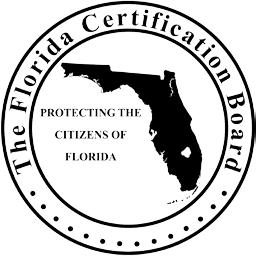 The Florida Certification Board
PROTECTING THE
CITIZENS OF
FLORIDA